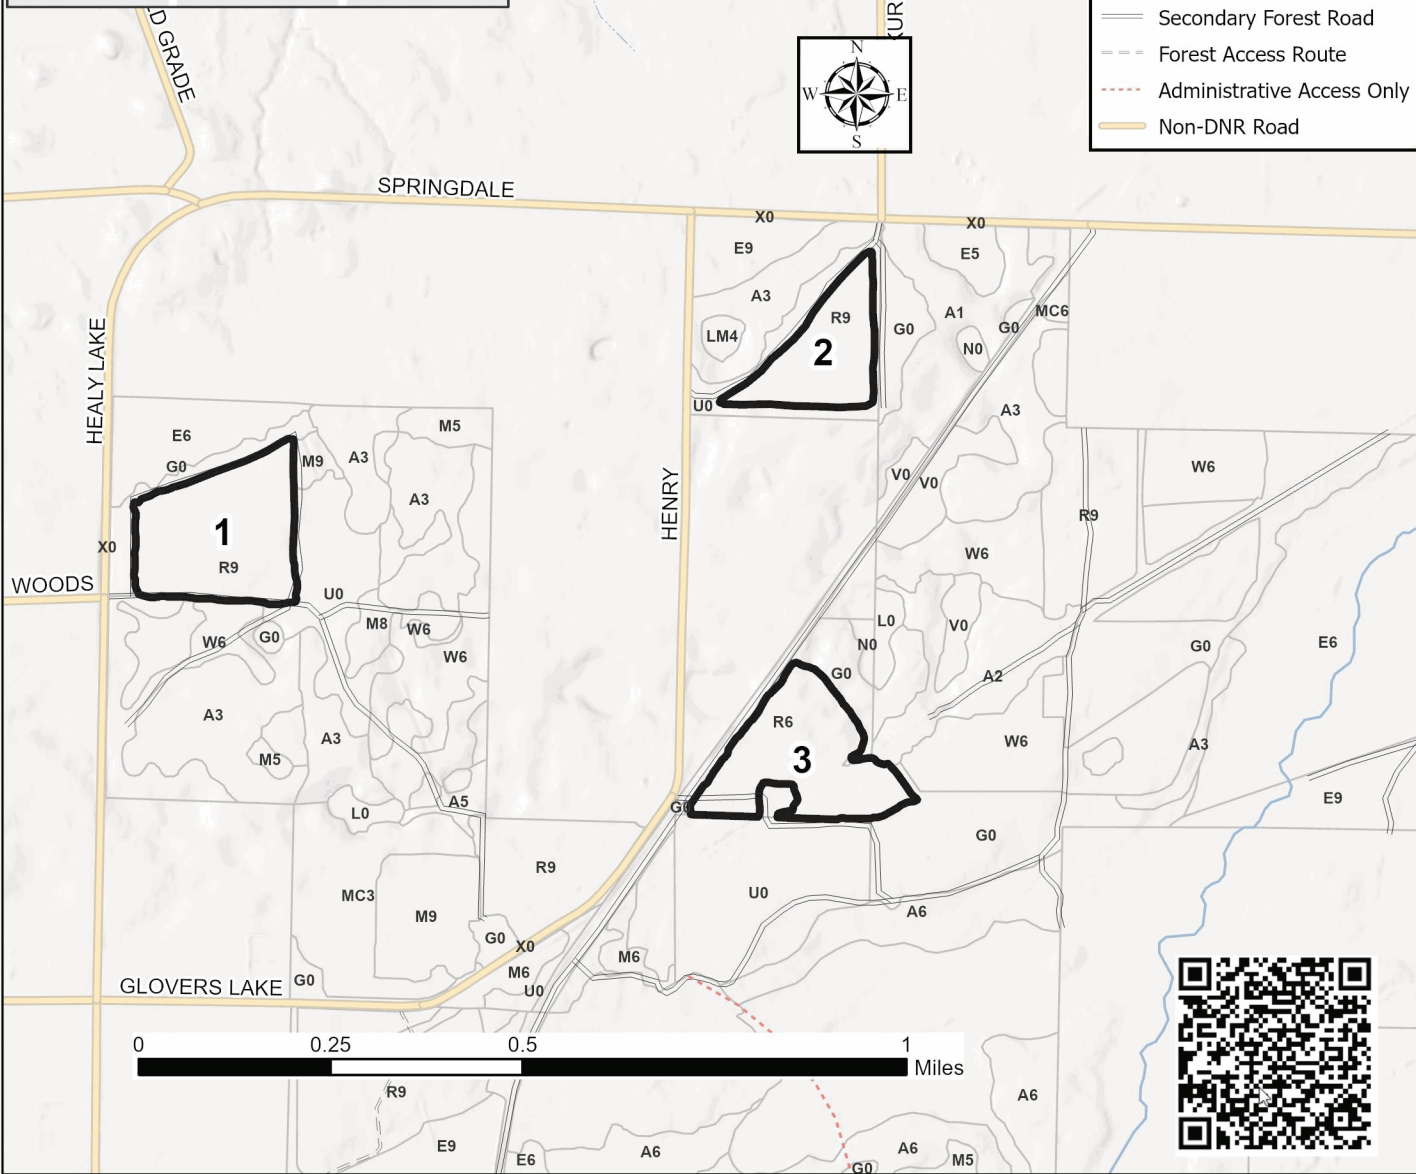 D GRADE
KUR
Secondary Forest Road
Forest Access Route
Administrative Access Only
Non-DNR Road
N
W E
S
SPRINGDALE
X0
X0
E9
E5
A3
R9
G0
A1
G0
MC6
LM4
2
N0
U0
A3
HEALY LAKE
E6
G0
M9
A3
M5
A3
1
R9
X0
WOODS
U0
HENRY
V0
V0
W6
R9
W6
W6
G0
M8
W6
W6
L0
N0
V0
G0
A2
G0
E6
A3
M5
A3
R6
3
W6
A3
L0
A5
G0
E9
G0
R9
MC3
M9
U0
A6
G0
X0
M6
M6
U0
GLOVERS LAKE
G0
0 0.25 0.5 1
Miles
R9
E9
E6
A6
A6
A6
M5
G0